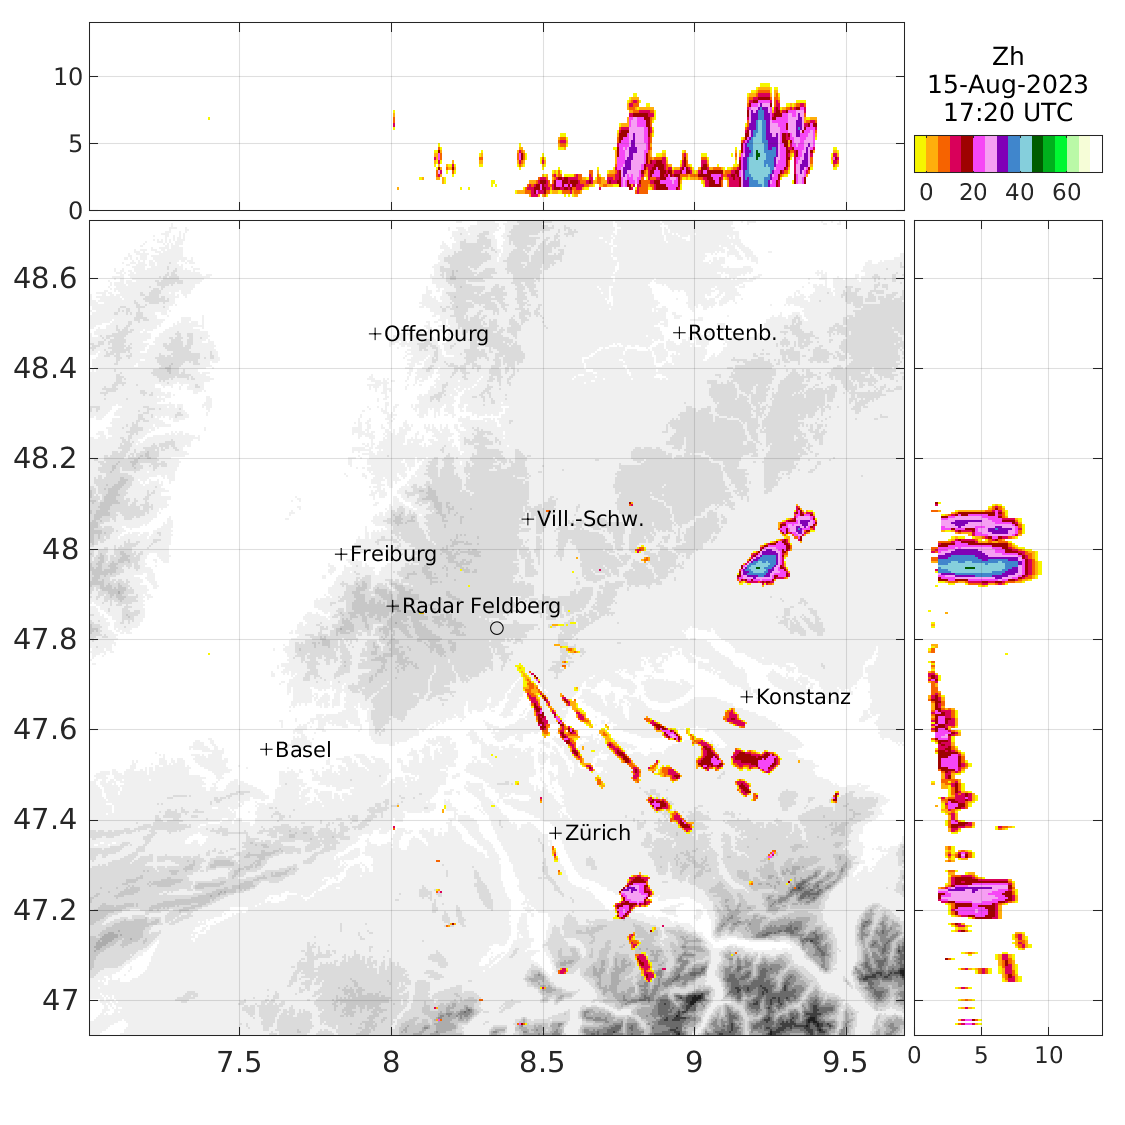 Zh
15-Aug-2023
17:20 UTC
10
5
0
0 20 40 60
48.6
48.4
48.2
48
47.8
47.6
47.4
47.2
47
+Offenburg
+Rottenb.
+Vill.-Schw.
+Freiburg
+Radar Feldberg
+Konstanz
+Basel
+Zürich
7.5 8 8.5 9 9.5
0 5 10